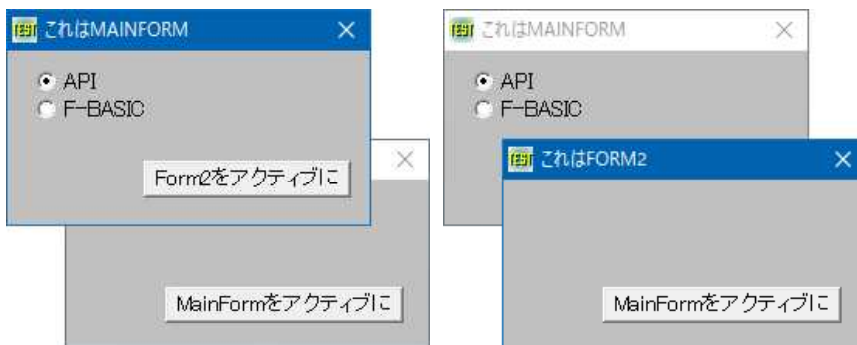 TEST これはMAINFORM
API
F-BASIC
Form2をアクティブに
MainFormをアクティブに
TEST これはMAINFORM
API
F-BASIC
TEST これはFORM2
MainFormをアクティブに